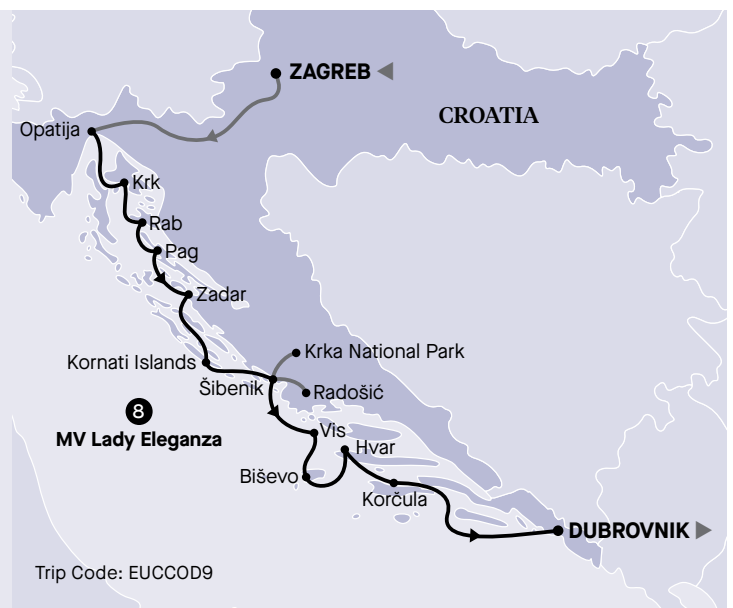 ZAGREB
CROATIA
Opatija
Krk
Rab
Pag
Zadar
Krka National Park
Kornati Islands
Šibenik
Radošić
8
MV Lady Eleganza
Vis
Hvar
Biševo
Korčula
DUBROVNIK
Trip Code: EUCCOD9